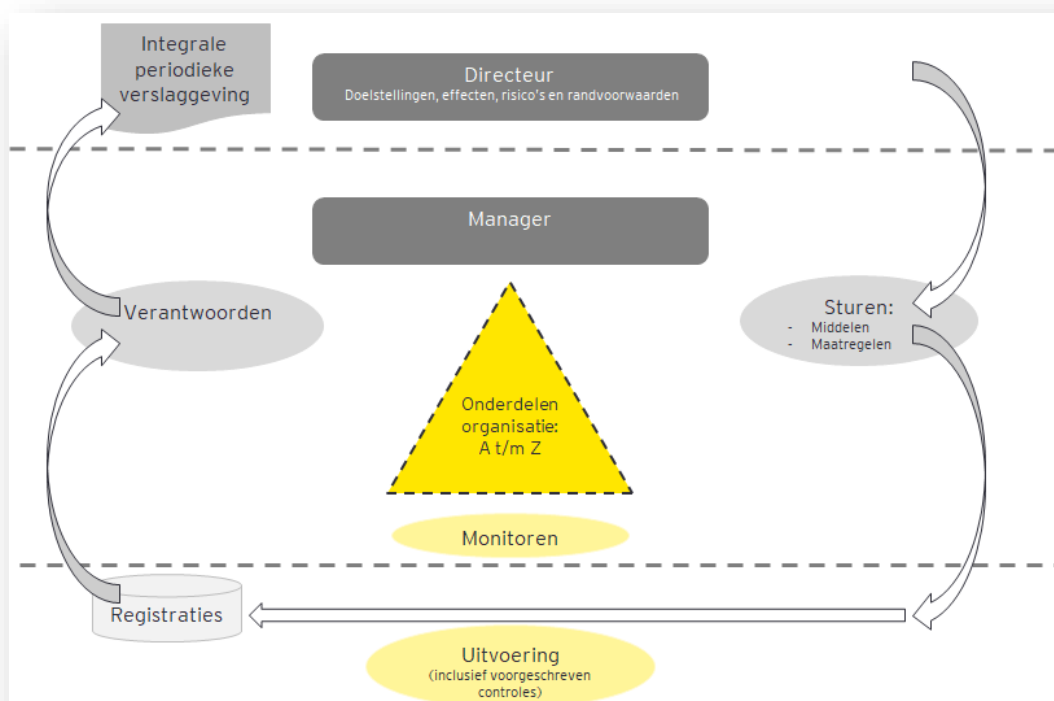 Integrale
periodieke
verslaggeving
Directeur
Doelstellingen, effecten, risico's en randvoorwaarden
Manager
Verantwoorden
Sturen:
- Middelen
- Maatregelen
Onderdelen
organisatie:
A t/m Z
Monitoren
Registraties
Uitvoering
(inclusief voorgeschreven
controles)